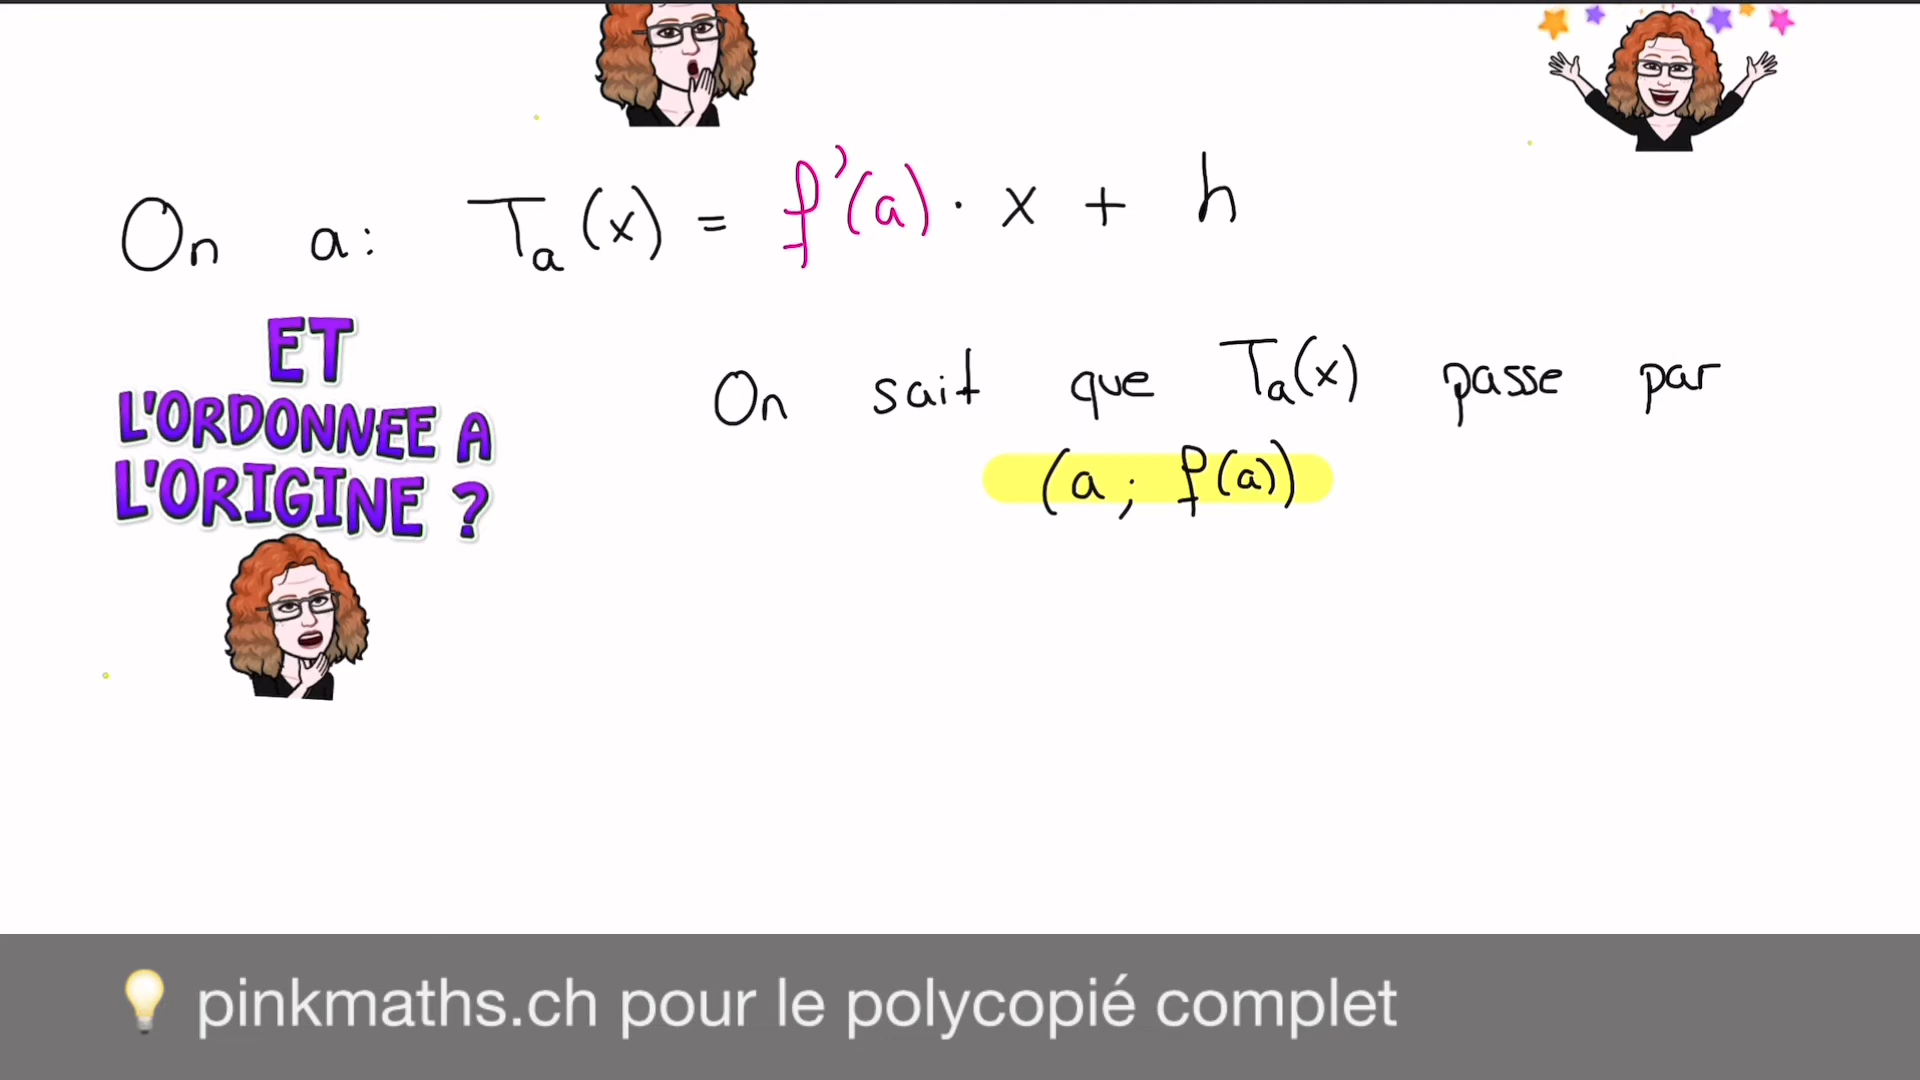 On a: Tₐ(x) = f'(a) · x + h
ET
L'ORDONNEE A
L'ORIGINE ?
On sait que Tₐ(x) passe par
(a ; f(a))
pinkmaths.ch pour le polycopié complet